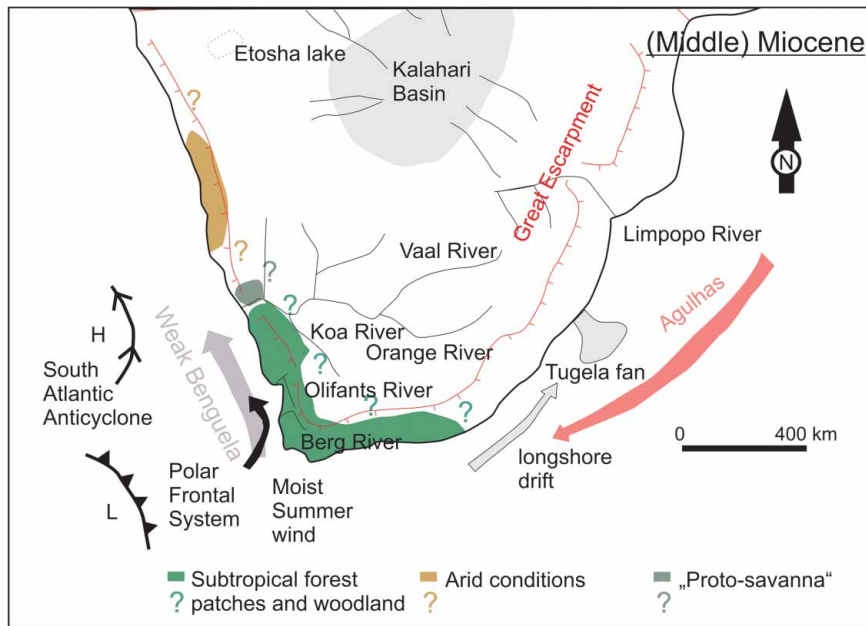 (Middle) Miocene
Etosha lake
Kalahari
Basin
?
Great Escarpment
N
Limpopo River
Vaal River
?
?
?
Agulhas
H
South
Atlantic
Anticyclone
Weak Benguela
Koa River
Orange River
?
Tugela fan
Olifants River
?
?
Berg River
0 400 km
longshore
drift
L
Polar
Frontal
System
Moist
Summer
wind
Subtropical forest
? patches and woodland
Arid conditions
?
„Proto-savanna“
?